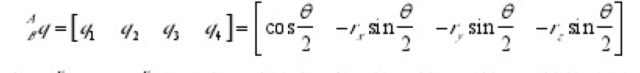 $^{A}_{B}q = [q_1 \quad q_2 \quad q_3 \quad q_4] = \left[ \cos\frac{\theta}{2} \quad -r_x \sin\frac{\theta}{2} \quad -r_y \sin\frac{\theta}{2} \quad -r_z \sin\frac{\theta}{2} \right]$